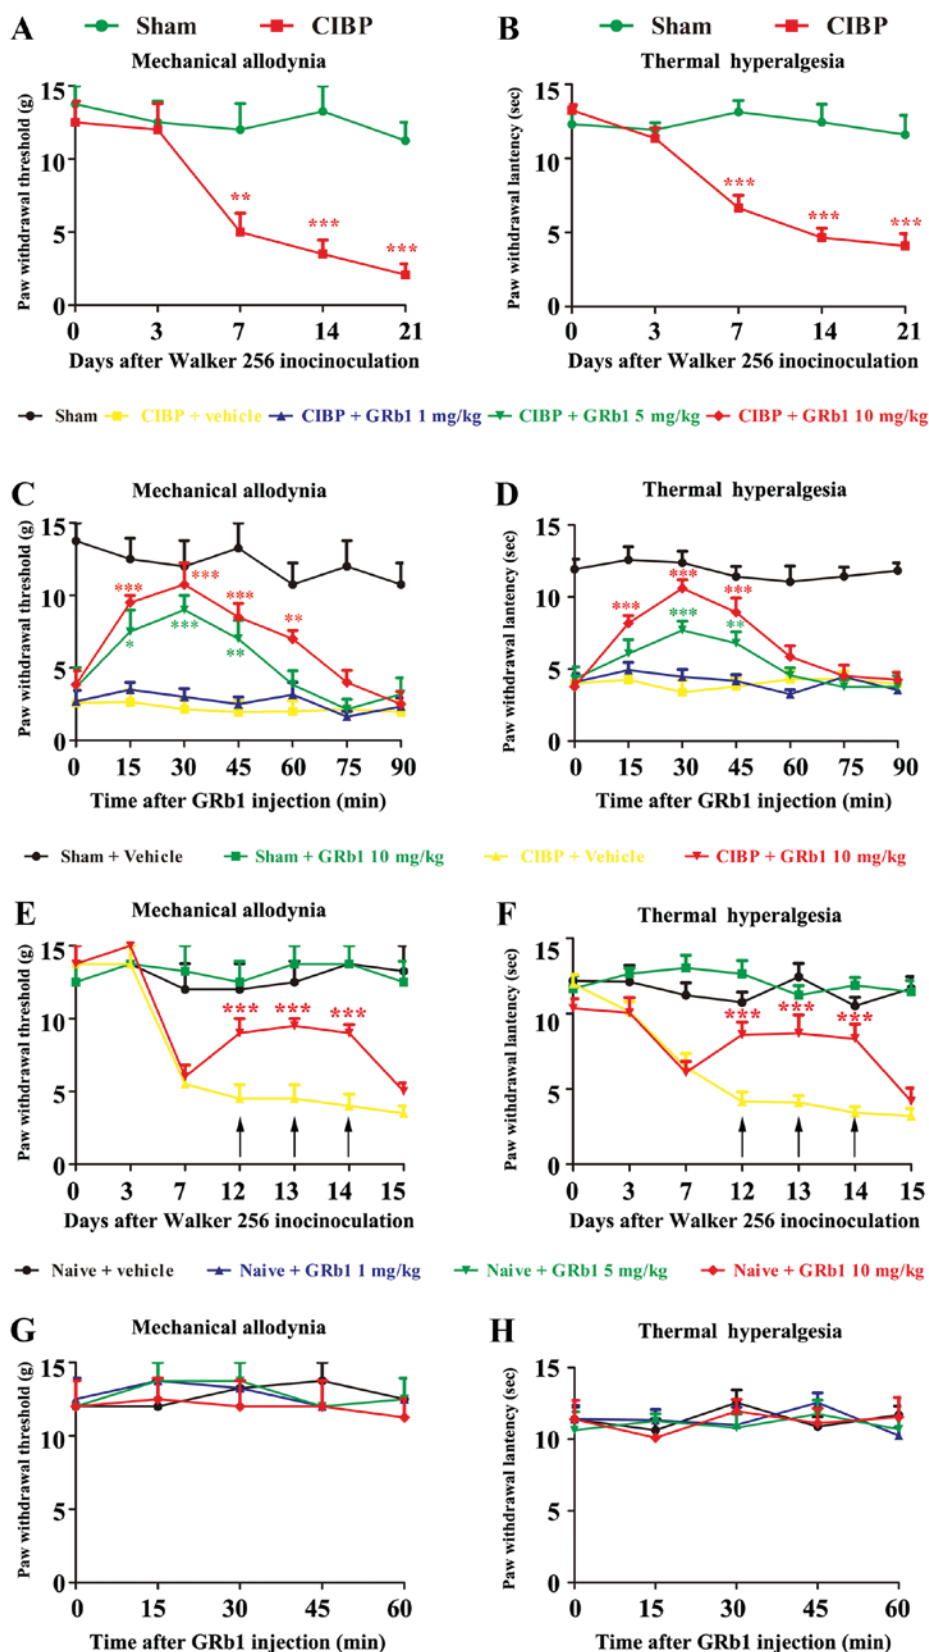 A Sham CIBP
Mechanical allodynia
Paw withdrawal threshold (g)
15
10
5
0
** *** ***
0 3 7 14 21
Days after Walker 256 inocinoculation
B Sham CIBP
Thermal hyperalgesia
Paw withdrawal lantency (sec)
15
10
5
0
*** *** ***
0 3 7 14 21
Days after Walker 256 inocinoculation
Sham CIBP + vehicle CIBP + GRb1 1 mg/kg CIBP + GRb1 5 mg/kg CIBP + GRb1 10 mg/kg
C Mechanical allodynia
Paw withdrawal threshold (g)
15
10
5
0
*** *** *** **
* *** **
0 15 30 45 60 75 90
Time after GRb1 injection (min)
D Thermal hyperalgesia
Paw withdrawal lantency (sec)
15
10
5
0
*** *** ***
*** **
0 15 30 45 60 75 90
Time after GRb1 injection (min)
Sham + Vehicle Sham + GRb1 10 mg/kg CIBP + Vehicle CIBP + GRb1 10 mg/kg
E Mechanical allodynia
Paw withdrawal threshold (g)
15
10
5
0
*** *** ***
0 3 7 12 13 14 15
Days after Walker 256 inocinoculation
F Thermal hyperalgesia
Paw withdrawal lantency (sec)
15
10
5
0
*** *** ***
0 3 7 12 13 14 15
Days after Walker 256 inocinoculation
Naive + vehicle Naive + GRb1 1 mg/kg Naive + GRb1 5 mg/kg Naive + GRb1 10 mg/kg
G Mechanical allodynia
Paw withdrawal threshold (g)
15
10
5
0
0 15 30 45 60
Time after GRb1 injection (min)
H Thermal hyperalgesia
Paw withdrawal lantency (sec)
15
10
5
0
0 15 30 45 60
Time after GRb1 injection (min)